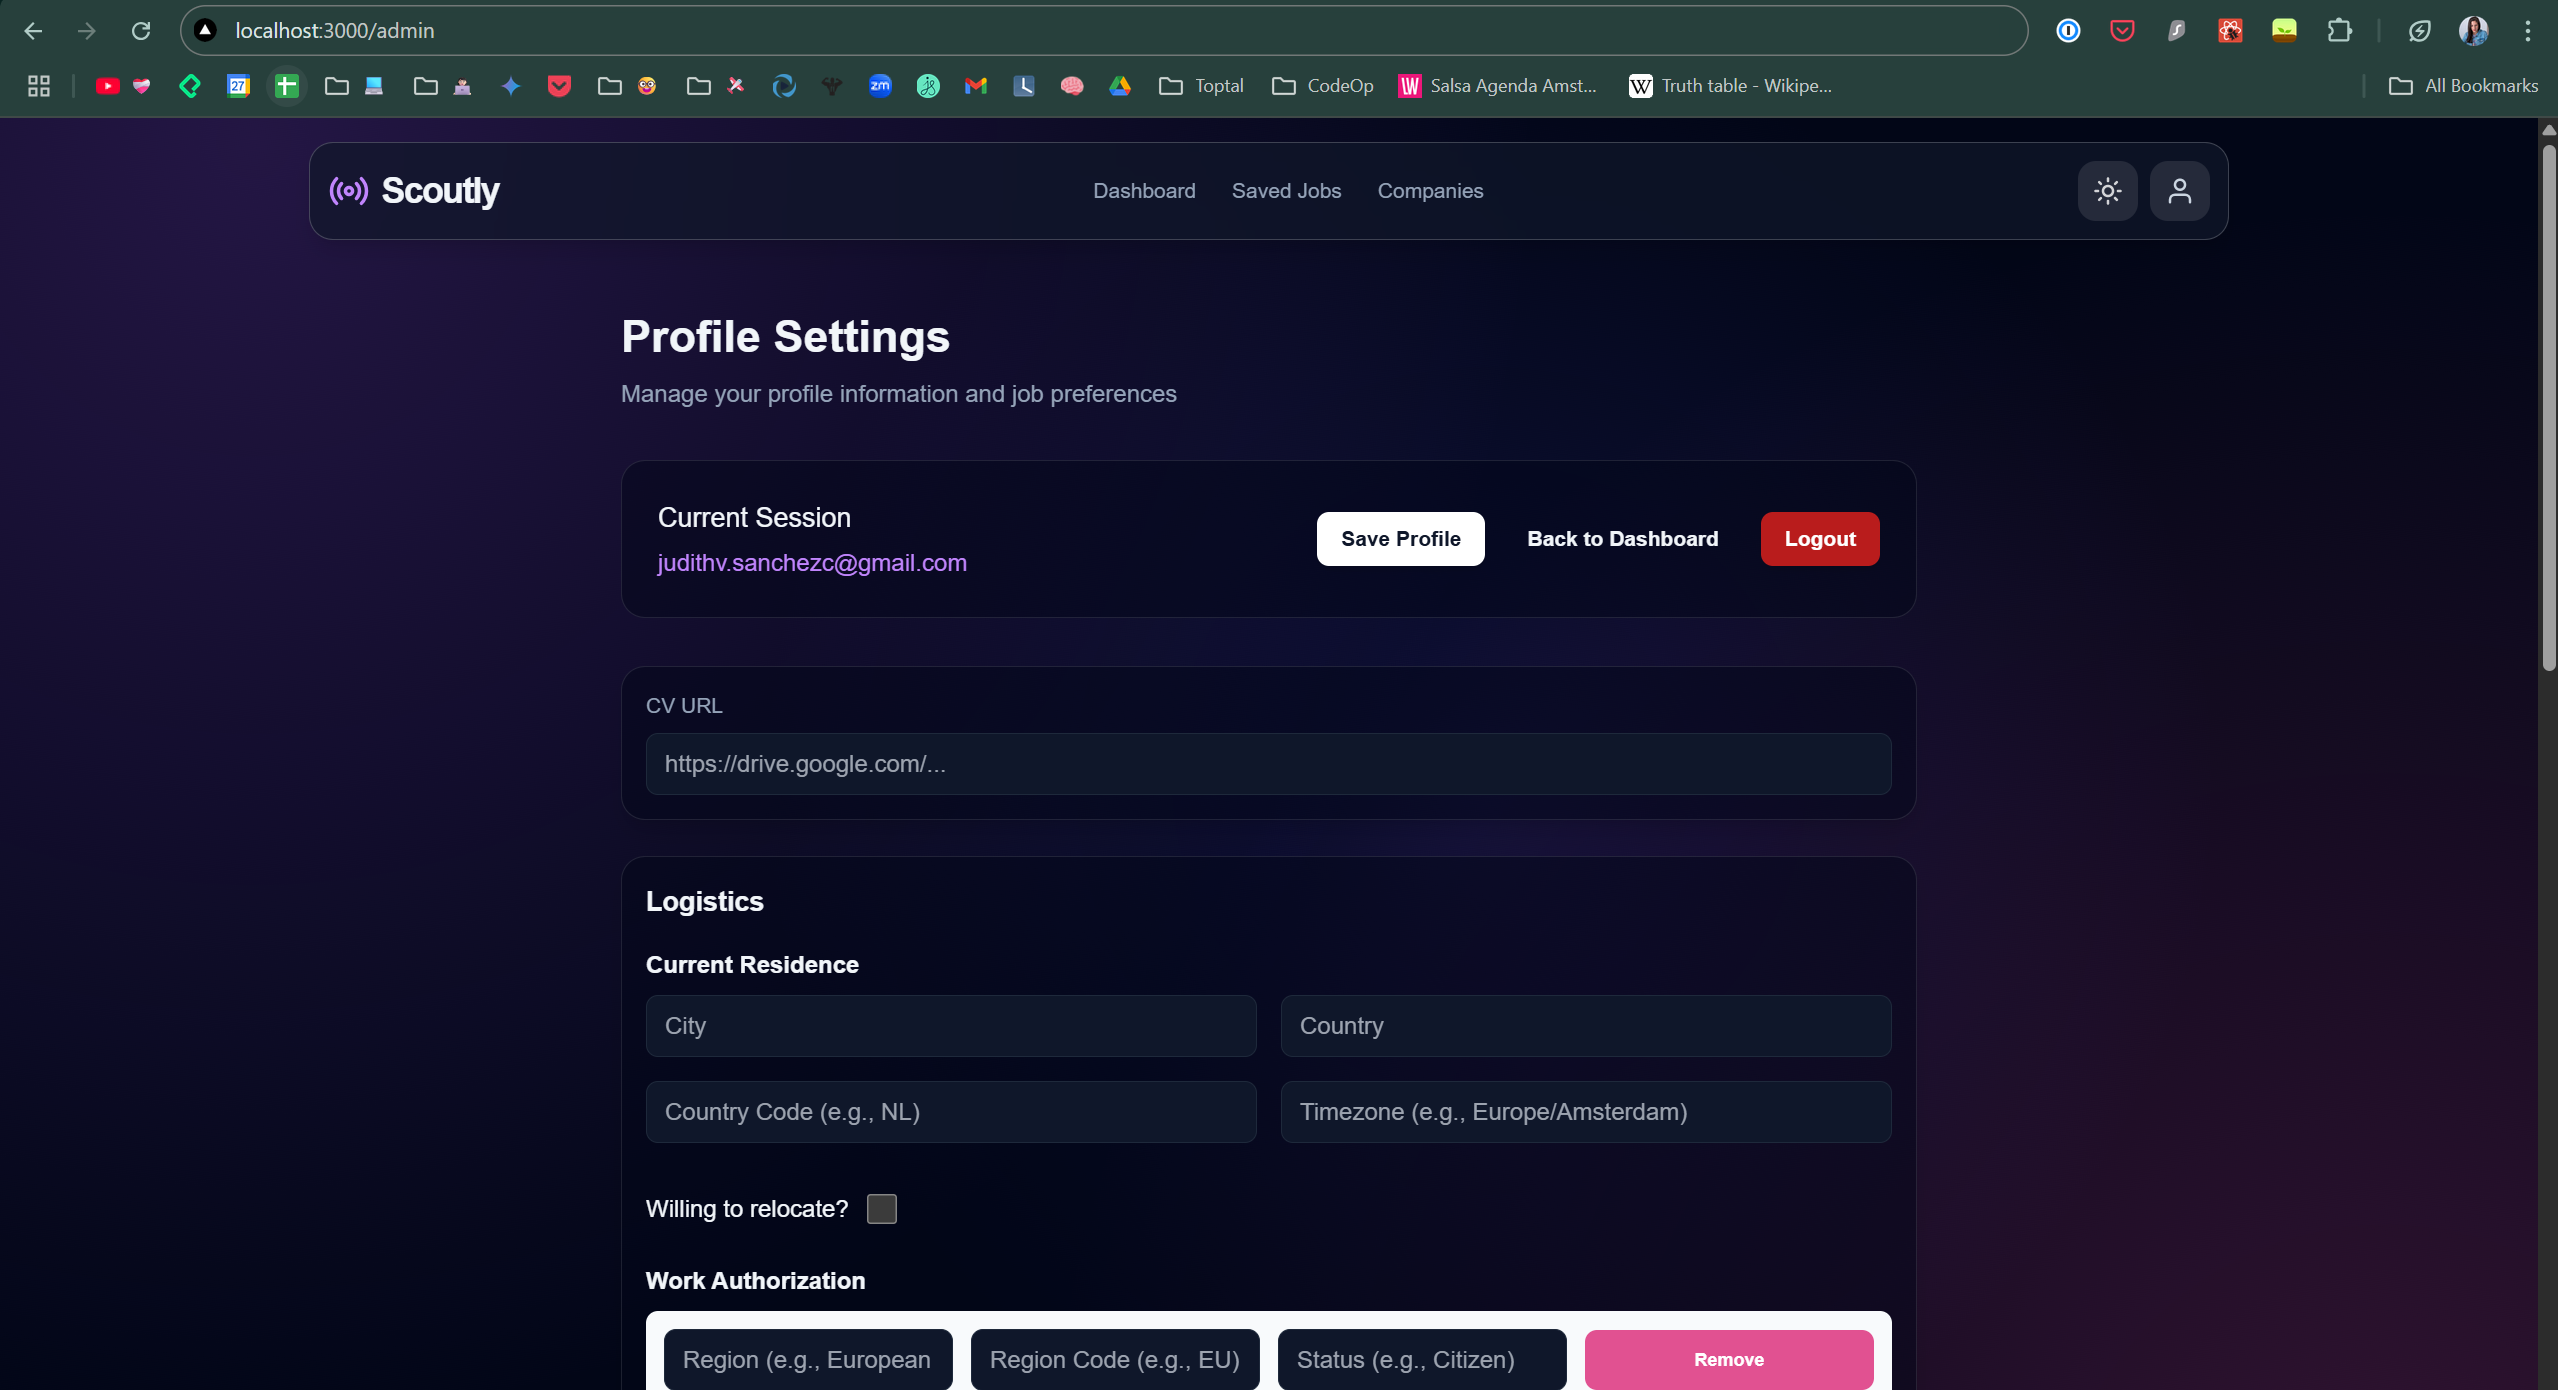 localhost:3000/admin
27
zm
Toptal
CodeOp
Salsa Agenda Amst...
W Truth table - Wikipe...
All Bookmarks
Scoutly
Dashboard
Saved Jobs
Companies
Profile Settings
Manage your profile information and job preferences
Current Session
judithv.sanchezc@gmail.com
Save Profile
Back to Dashboard
Logout
CV URL
https://drive.google.com/...
Logistics
Current Residence
City
Country
Country Code (e.g., NL)
Timezone (e.g., Europe/Amsterdam)
Willing to relocate?
Work Authorization
Region (e.g., European
Region Code (e.g., EU)
Status (e.g., Citizen)
Remove